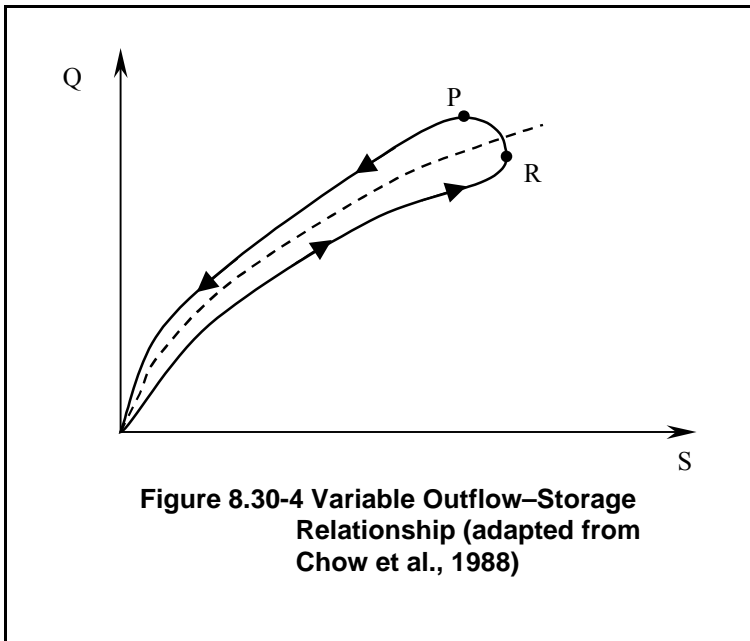 Q
P
R
S
Figure 8.30-4 Variable Outflow–Storage
Relationship (adapted from
Chow et al., 1988)